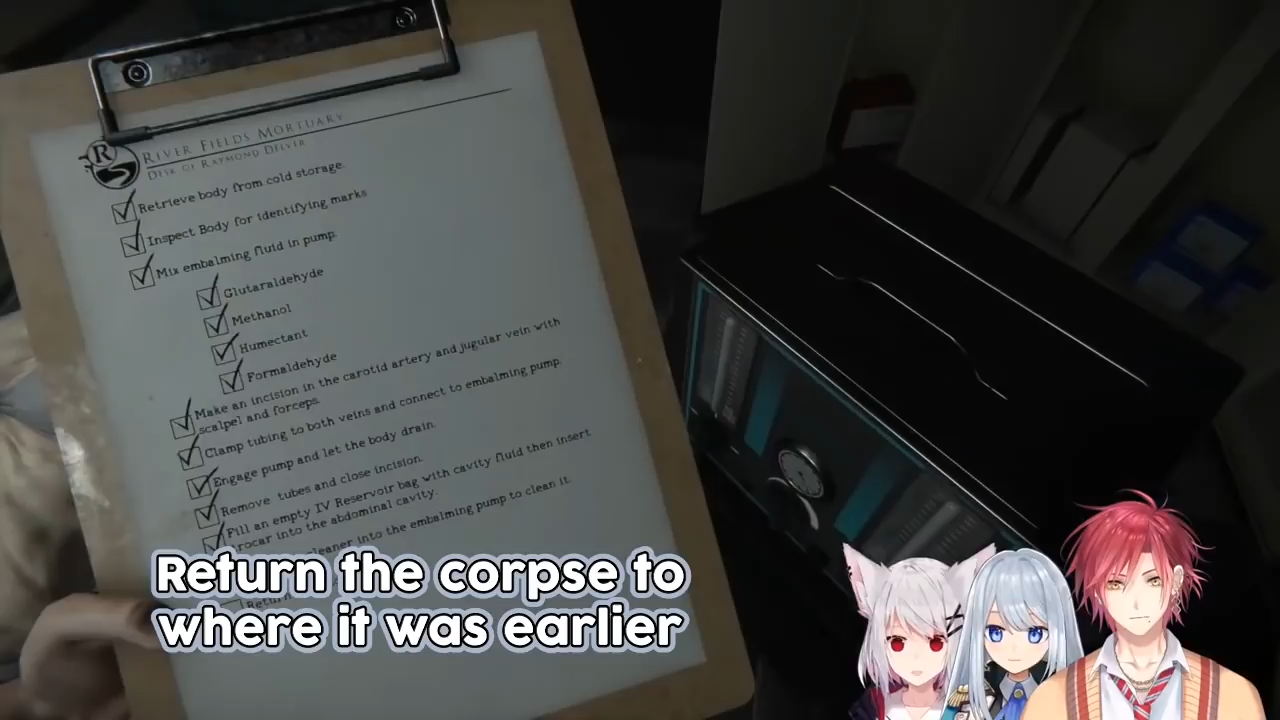 R
RIVER FIELDS MORTUARY
DESK OF RAYMOND DELVER
Retrieve body from cold storage.
Inspect Body for identifying marks
Mix embalming fluid in pump.
Glutaraldehyde
Methanol
Humectant
Formaldehyde
Make an incision in the carotid artery and jugular vein with
scalpel and forceps.
Clamp tubing to both veins and connect to embalming pump.
Engage pump and let the body drain.
Remove tubes and close incision.
Fill an empty IV Reservoir bag with cavity fluid then insert
trocar into the abdominal cavity.
cleaner into the embalming pump to clean it.
Return
Return the corpse to
where it was earlier